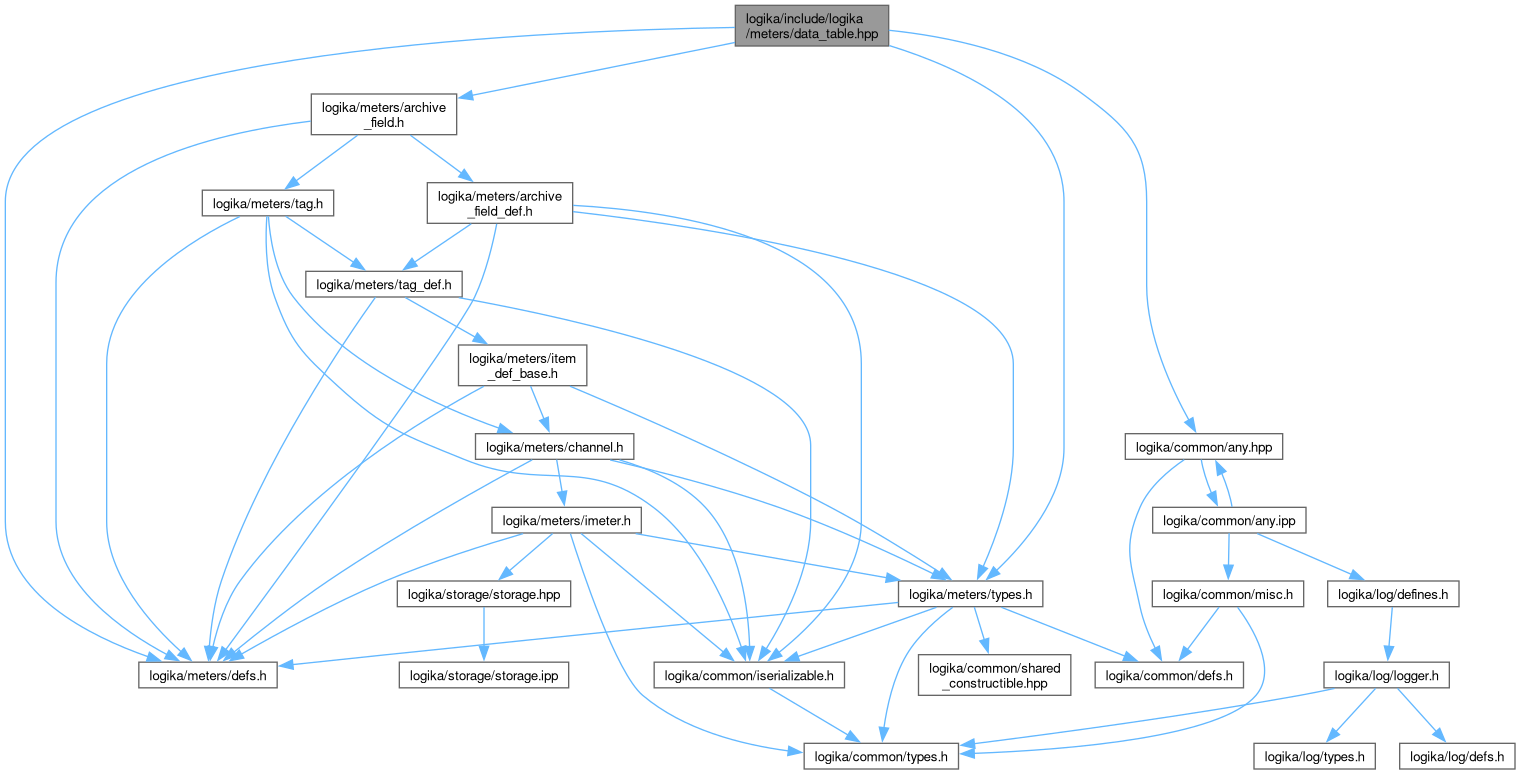 logika/include/logika
/meters/data_table.hpp
logika/meters/archive
_field.h
logika/meters/tag.h
logika/meters/archive
_field_def.h
logika/meters/tag_def.h
logika/meters/item
_def_base.h
logika/meters/channel.h
logika/common/any.hpp
logika/meters/imeter.h
logika/common/any.ipp
logika/storage/storage.hpp
logika/meters/types.h
logika/common/misc.h
logika/log/defines.h
logika/meters/defs.h
logika/storage/storage.ipp
logika/common/iserializable.h
logika/common/shared
_constructible.hpp
logika/common/defs.h
logika/log/logger.h
logika/common/types.h
logika/log/types.h
logika/log/defs.h